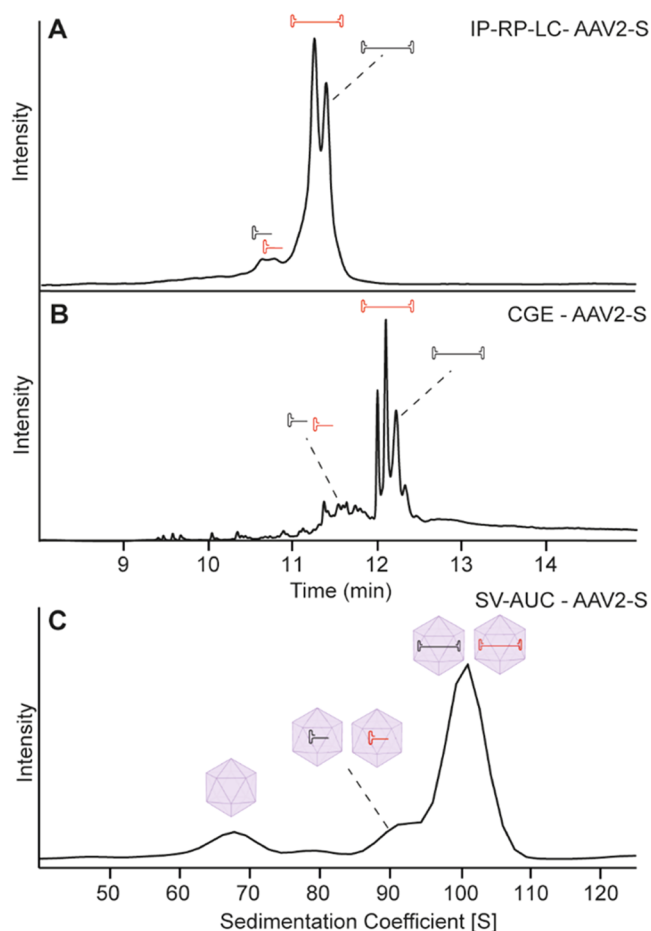 A
IP-RP-LC- AAV2-S
Intensity
B
CGE - AAV2-S
Intensity
9 10 11 12 13 14
Time (min)
SV-AUC - AAV2-S
C
Intensity
50 60 70 80 90 100 110 120
Sedimentation Coefficient [S]